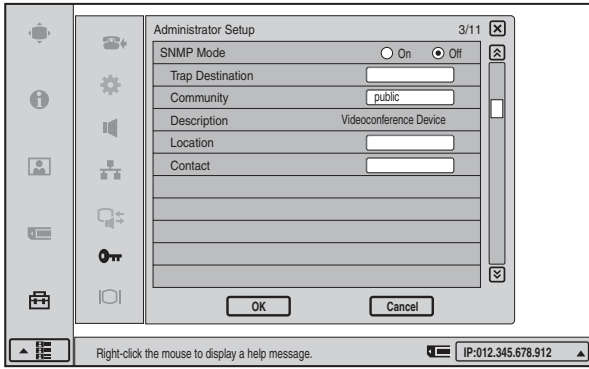 Administrator Setup 3/11
SNMP Mode On Off
Trap Destination
Community public
Description Videoconference Device
Location
Contact
OK Cancel
Right-click the mouse to display a help message. IP:012.345.678.912